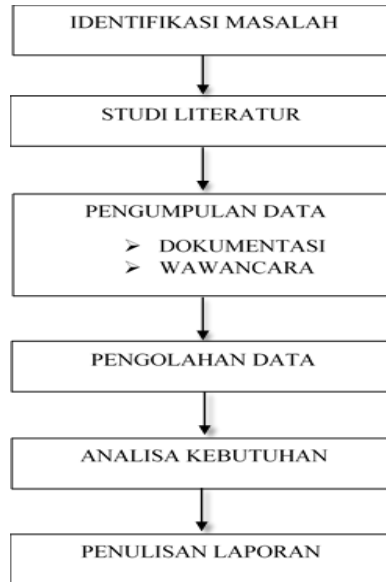 IDENTIFIKASI MASALAH
STUDI LITERATUR
PENGUMPULAN DATA
➢ DOKUMENTASI
➢ WAWANCARA
PENGOLAHAN DATA
ANALISA KEBUTUHAN
PENULISAN LAPORAN